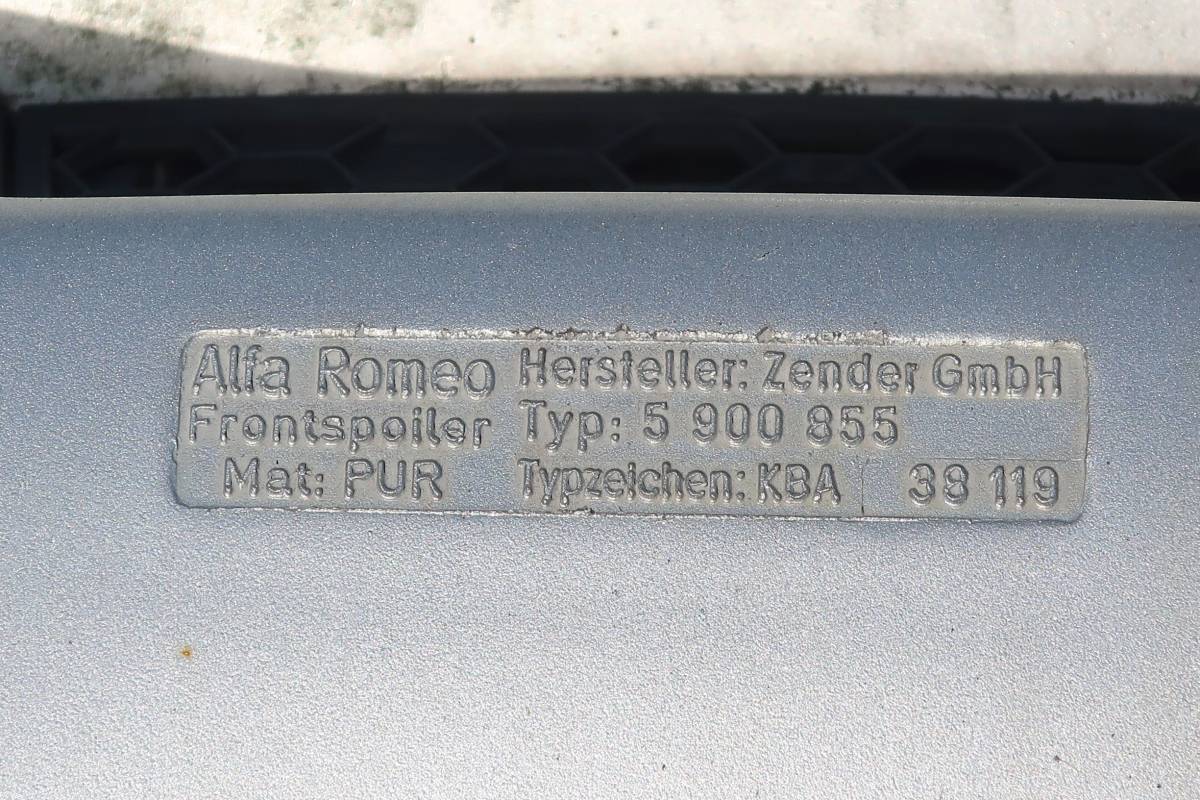 Alfa Romeo Hersteller: Zender GmbH
Frontspoiler Typ: 5 900 855
Mat: PUR Typzeichen: KBA 38 119